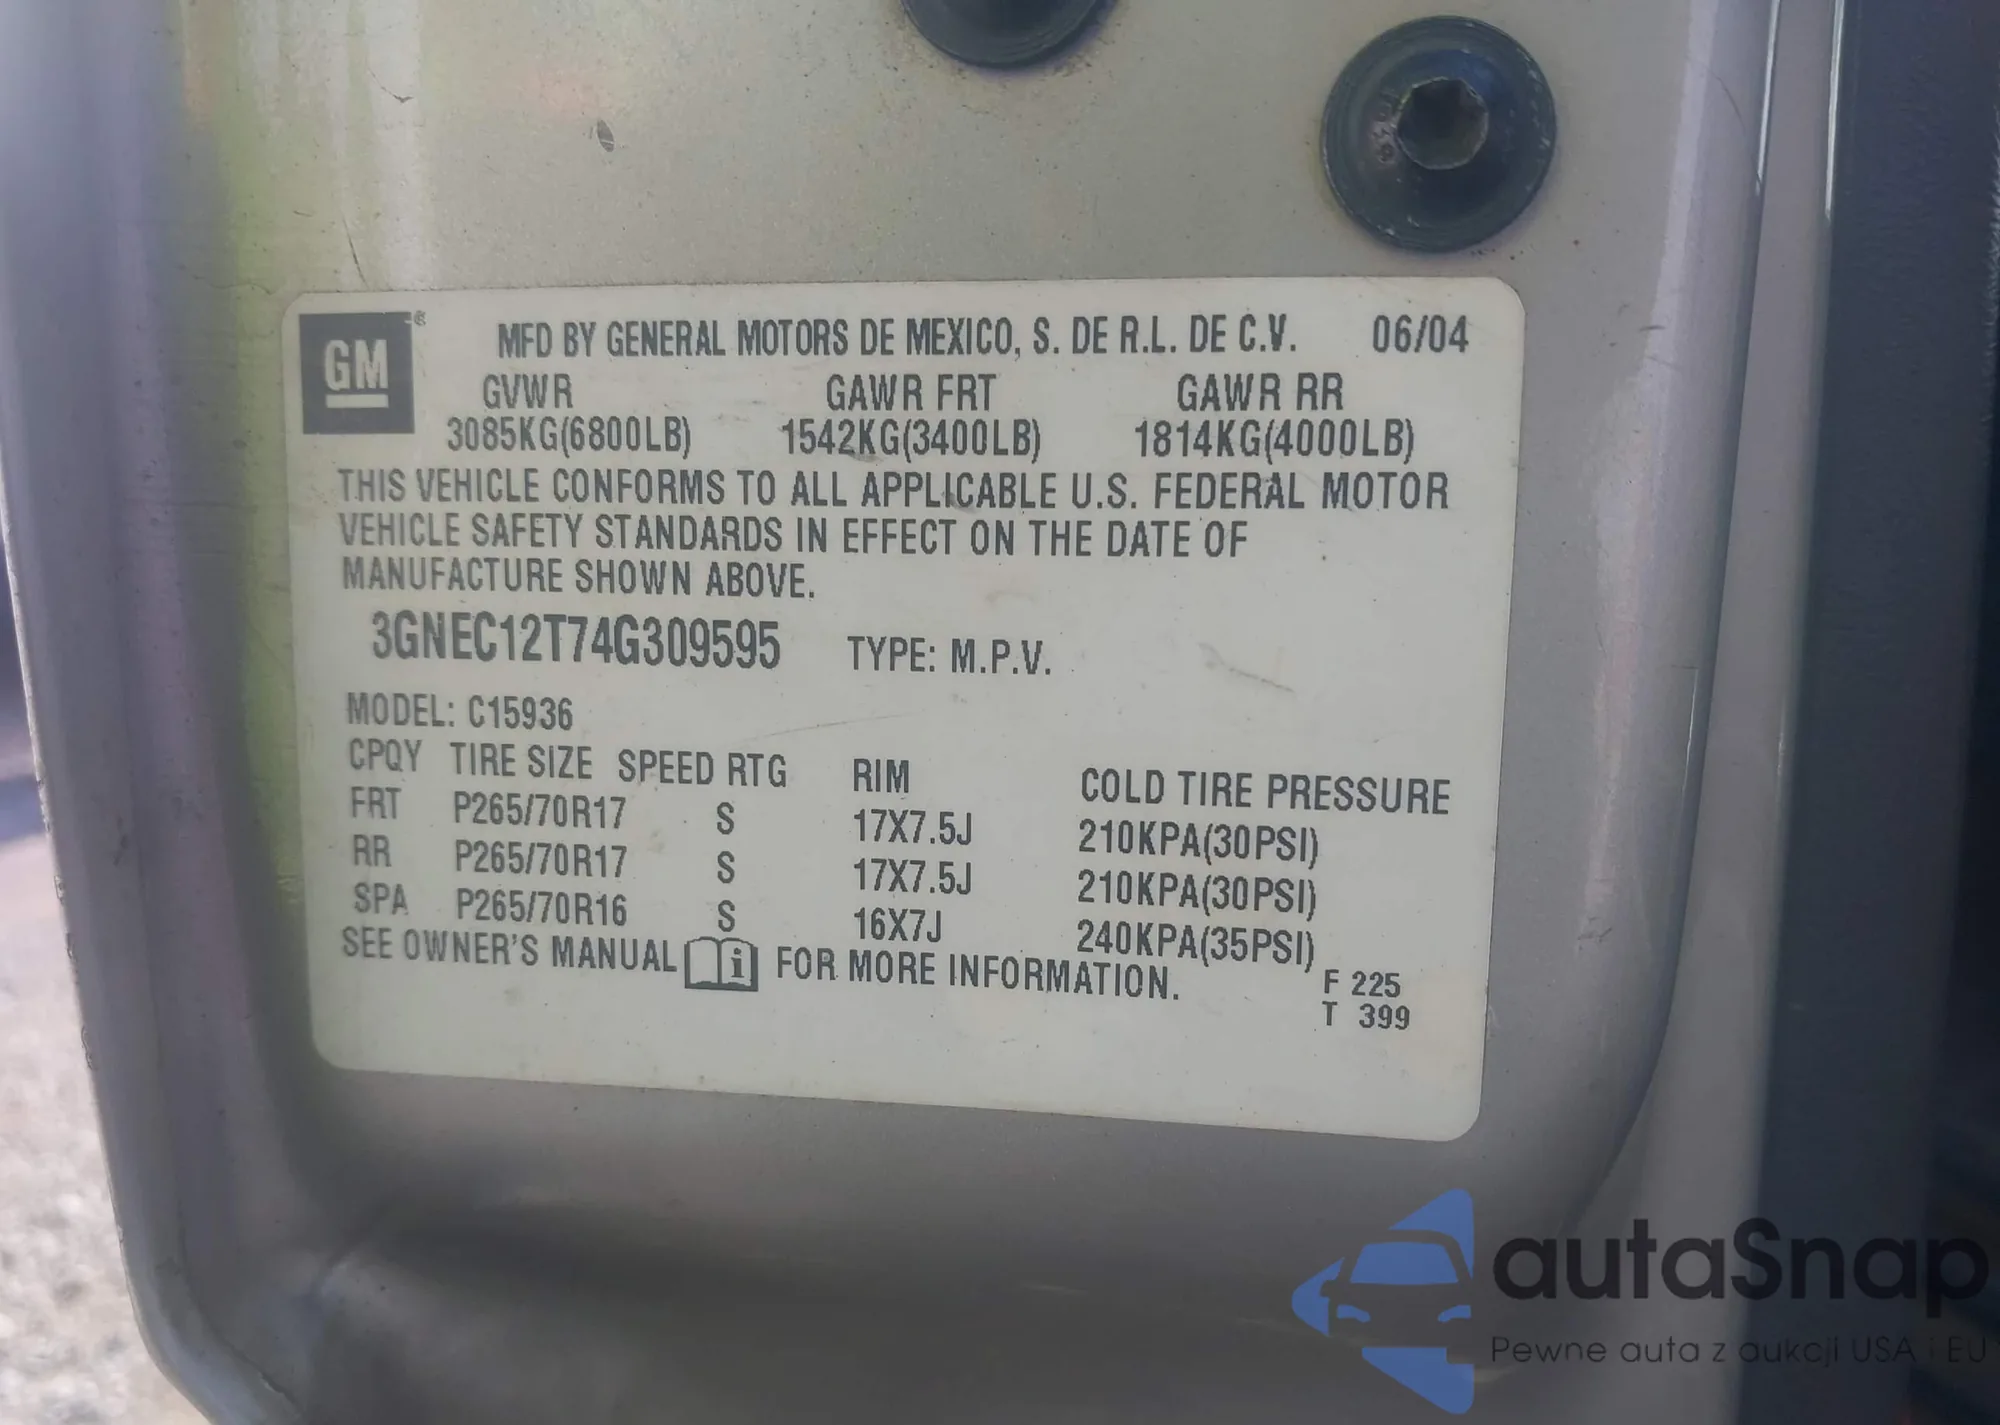 GM
MFD BY GENERAL MOTORS DE MEXICO, S. DE R.L. DE C.V. 06/04
GVWR GAWR FRT GAWR RR
3085KG(6800LB) 1542KG(3400LB) 1814KG(4000LB)
THIS VEHICLE CONFORMS TO ALL APPLICABLE U.S. FEDERAL MOTOR
VEHICLE SAFETY STANDARDS IN EFFECT ON THE DATE OF
MANUFACTURE SHOWN ABOVE.
3GNEC12T74G309595 TYPE: M.P.V.
MODEL: C15936
CPQY TIRE SIZE SPEED RTG RIM COLD TIRE PRESSURE
FRT P265/70R17 S 17X7.5J 210KPA(30PSI)
RR P265/70R17 S 17X7.5J 210KPA(30PSI)
SPA P265/70R16 S 16X7J 240KPA(35PSI)
SEE OWNER'S MANUAL i FOR MORE INFORMATION.
F 225
T 399
autaSnap
Pewne auta z aukcji USA i EU